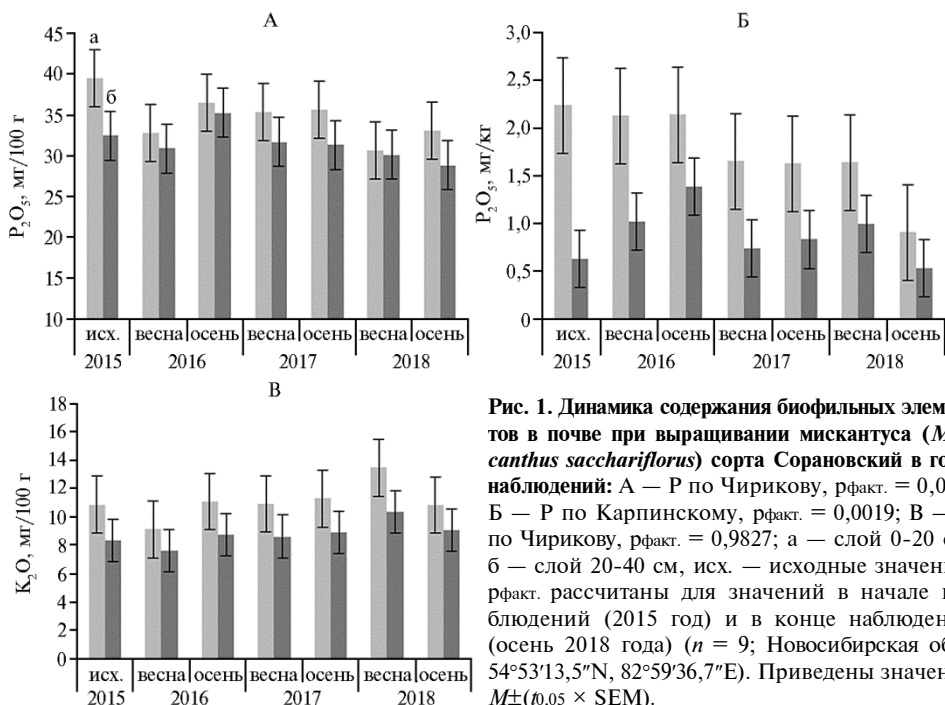 А
P₂O₅, мг/100 г
45
40
35
30
25
20
15
10
а
б
исх. весна осень весна осень весна осень
2015 2016 2017 2018
Б
P₂O₅, мг/кг
3,0
2,5
2,0
1,5
1,0
0,5
0
исх. весна осень весна осень весна осень
2015 2016 2017 2018
В
K₂O, мг/100 г
18
16
14
12
10
8
6
4
2
0
исх. весна осень весна осень весна осень
2015 2016 2017 2018
Рис. 1. Динамика содержания биофильных элем
тов в почве при выращивании мискантуса (М
canthus sacchariflorus) сорта Сорановский в го
наблюдений: А — Р по Чирикову, pфакт. = 0,0
Б — Р по Карпинскому, pфакт. = 0,0019; В —
по Чирикову, pфакт. = 0,9827; а — слой 0-20
б — слой 20-40 см, исх. — исходные значен
pфакт. рассчитаны для значений в начале
блюдений (2015 год) и в конце наблюден
(осень 2018 года) (n = 9; Новосибирская об
54°53′13,5″N, 82°59′36,7″E). Приведены значен
M±(t0,05 × SEM).